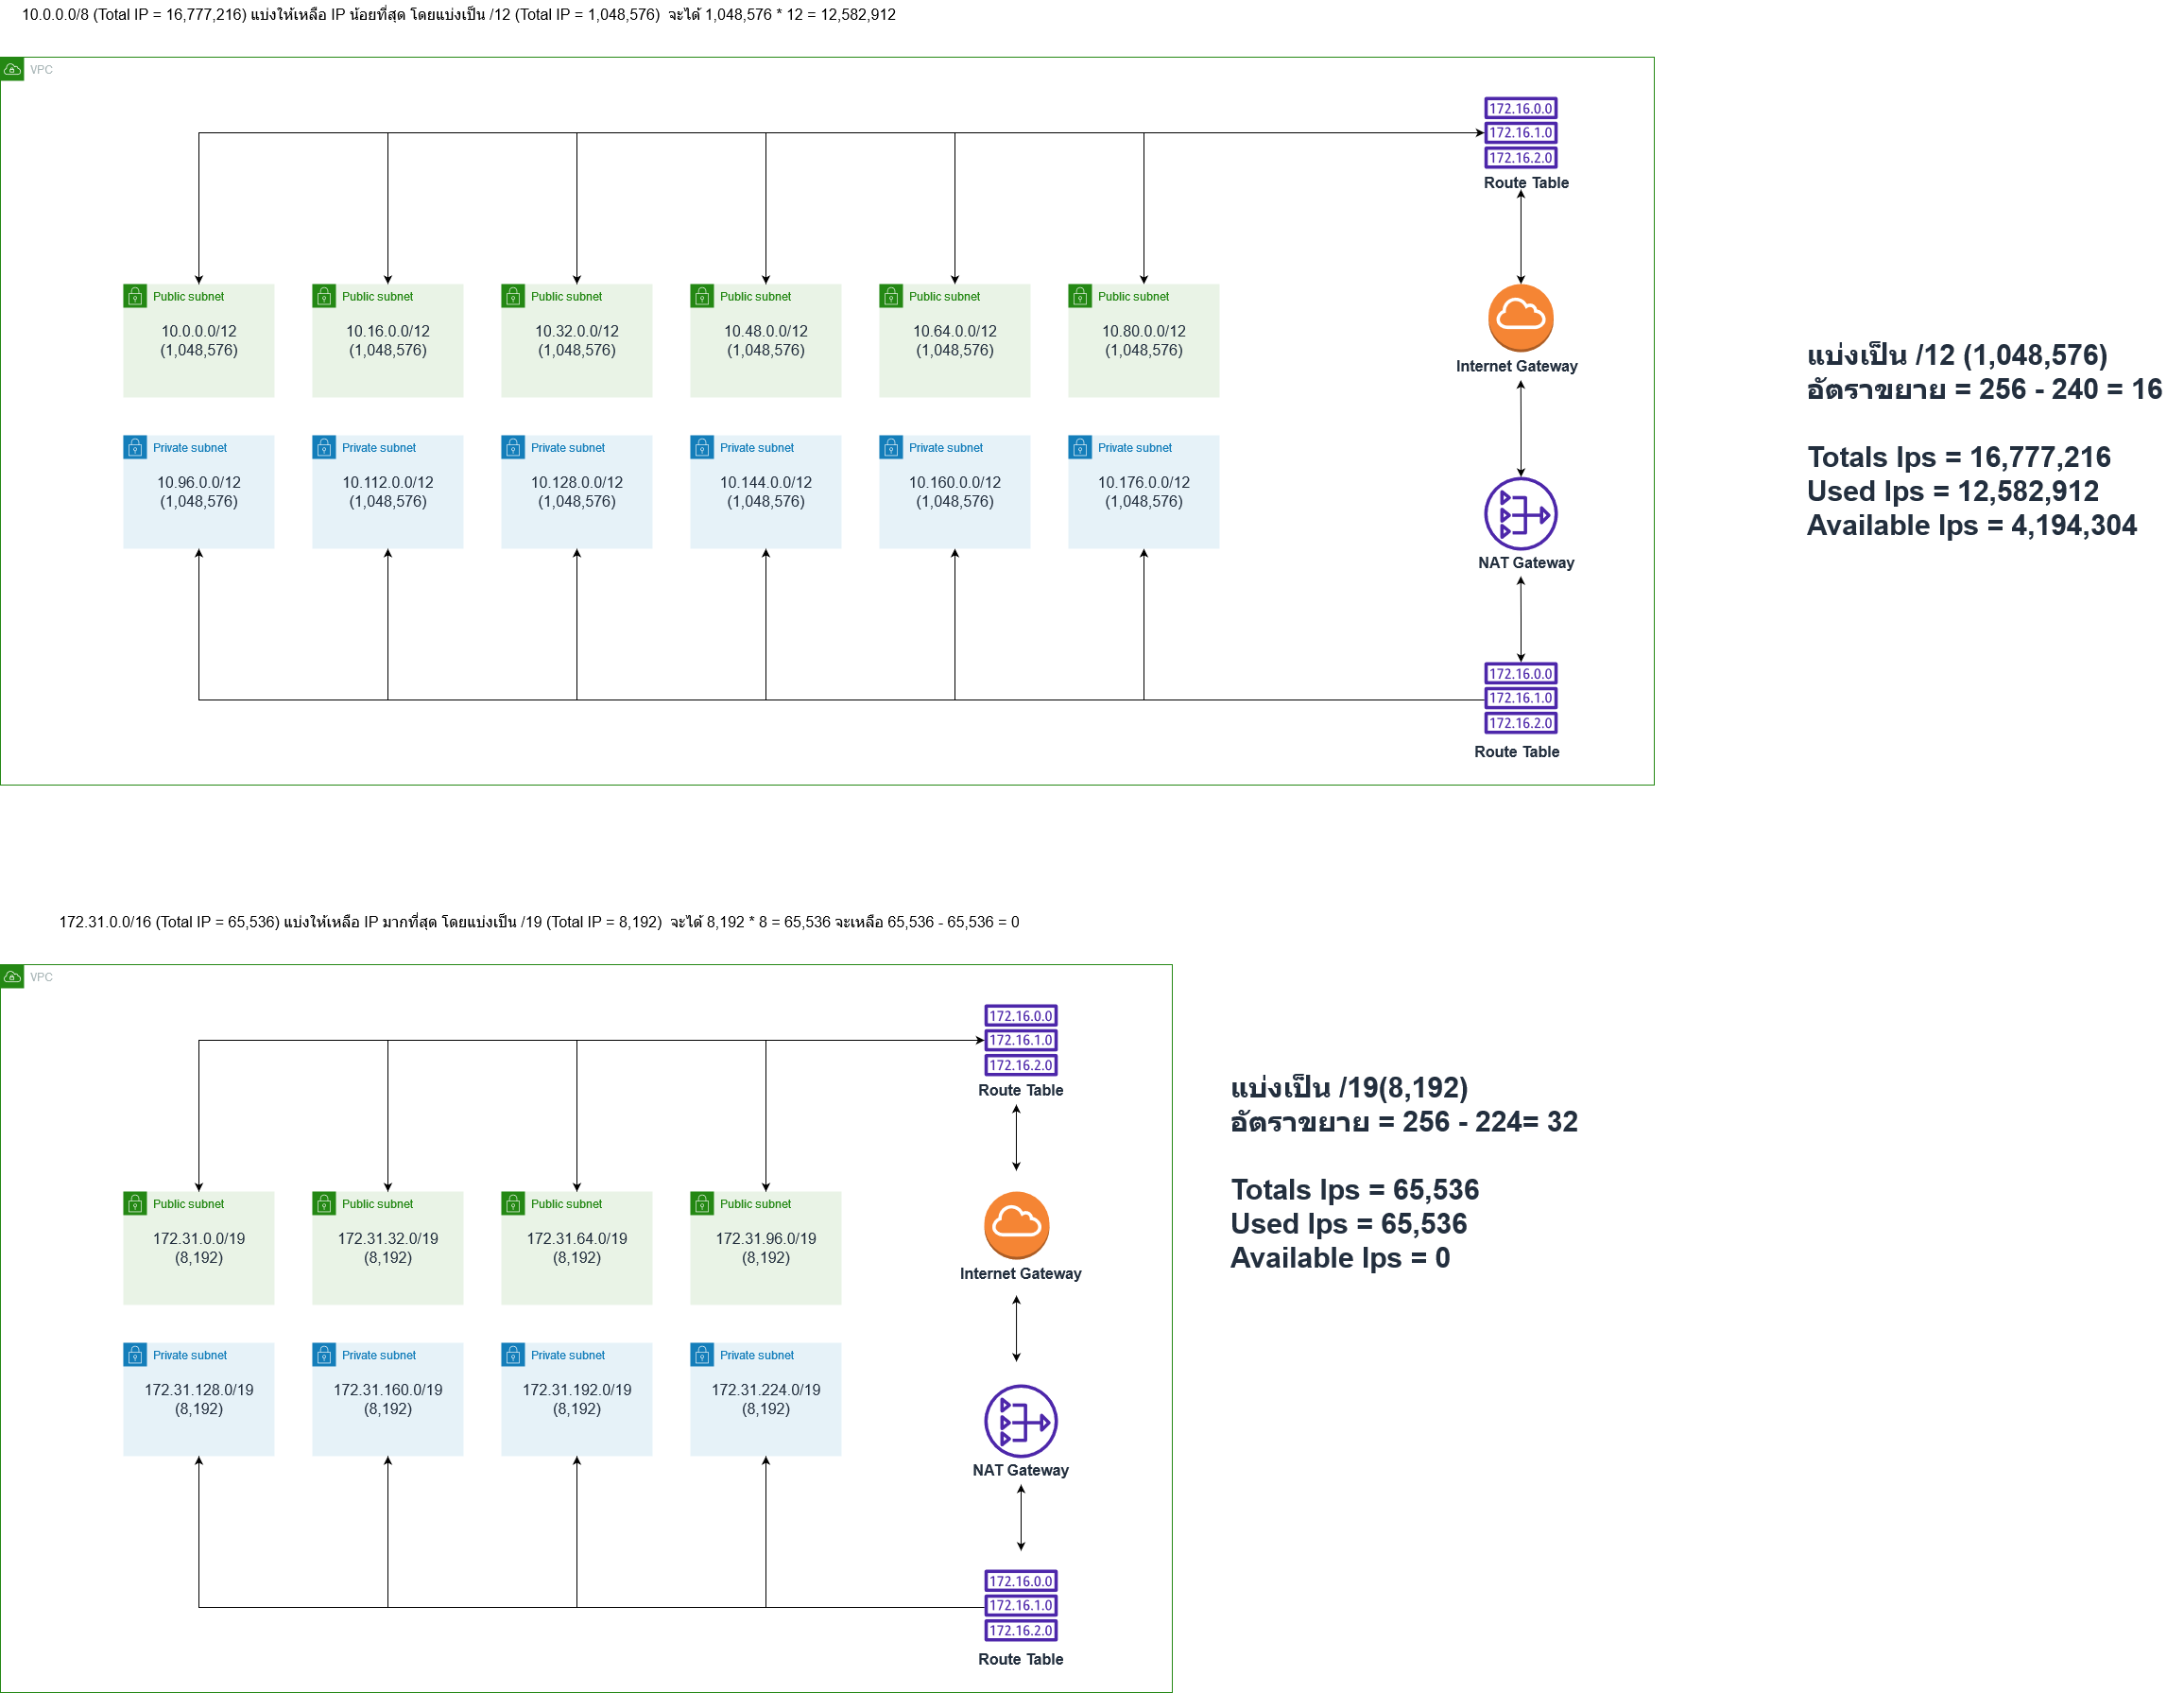 10.0.0.0/8 (Total IP = 16,777,216) แบ่งให้เหลือ IP น้อยที่สุด โดยแบ่งเป็น /12 (Total IP = 1,048,576)  จะได้ 1,048,576 * 12 = 12,582,912
VPC
172.16.0.0
172.16.1.0
172.16.2.0
Route Table
Public subnet
10.0.0.0/12
(1,048,576)
Public subnet
10.16.0.0/12
(1,048,576)
Public subnet
10.32.0.0/12
(1,048,576)
Public subnet
10.48.0.0/12
(1,048,576)
Public subnet
10.64.0.0/12
(1,048,576)
Public subnet
10.80.0.0/12
(1,048,576)
Internet Gateway
Private subnet
10.96.0.0/12
(1,048,576)
Private subnet
10.112.0.0/12
(1,048,576)
Private subnet
10.128.0.0/12
(1,048,576)
Private subnet
10.144.0.0/12
(1,048,576)
Private subnet
10.160.0.0/12
(1,048,576)
Private subnet
10.176.0.0/12
(1,048,576)
NAT Gateway
172.16.0.0
172.16.1.0
172.16.2.0
Route Table
แบ่งเป็น /12 (1,048,576)
อัตราขยาย = 256 - 240 = 16
Totals Ips = 16,777,216
Used Ips = 12,582,912
Available Ips = 4,194,304
172.31.0.0/16 (Total IP = 65,536) แบ่งให้เหลือ IP มากที่สุด โดยแบ่งเป็น /19 (Total IP = 8,192)  จะได้ 8,192 * 8 = 65,536 จะเหลือ 65,536 - 65,536 = 0
VPC
172.16.0.0
172.16.1.0
172.16.2.0
Route Table
Public subnet
172.31.0.0/19
(8,192)
Public subnet
172.31.32.0/19
(8,192)
Public subnet
172.31.64.0/19
(8,192)
Public subnet
172.31.96.0/19
(8,192)
Internet Gateway
Private subnet
172.31.128.0/19
(8,192)
Private subnet
172.31.160.0/19
(8,192)
Private subnet
172.31.192.0/19
(8,192)
Private subnet
172.31.224.0/19
(8,192)
NAT Gateway
172.16.0.0
172.16.1.0
172.16.2.0
Route Table
แบ่งเป็น /19(8,192)
อัตราขยาย = 256 - 224= 32
Totals Ips = 65,536
Used Ips = 65,536
Available Ips = 0